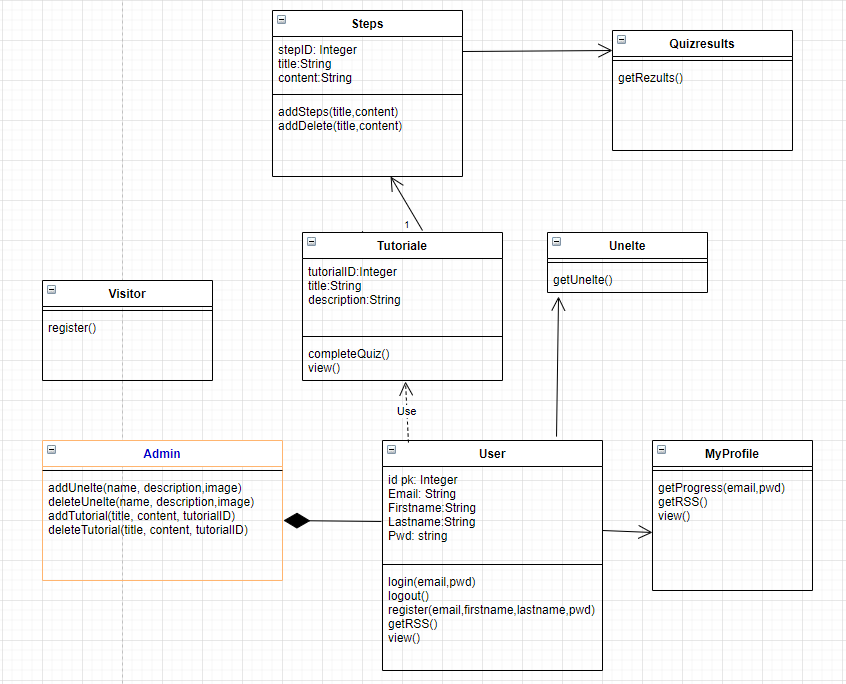 Steps
stepID: Integer
title:String
content:String
addSteps(title,content)
addDelete(title,content)
Quizresults
getRezults()
1
Tutoriale
tutorialID:Integer
title:String
description:String
completeQuiz()
view()
Unelte
getUnelte()
Visitor
register()
Use
Admin
addUnelte(name, description,image)
deleteUnelte(name, description,image)
addTutorial(title, content, tutorialID)
deleteTutorial(title, content, tutorialID)
User
id pk: Integer
Email: String
Firstname:String
Lastname:String
Pwd: string
login(email,pwd)
logout()
register(email,firstname,lastname,pwd)
getRSS()
view()
MyProfile
getProgress(email,pwd)
getRSS()
view()